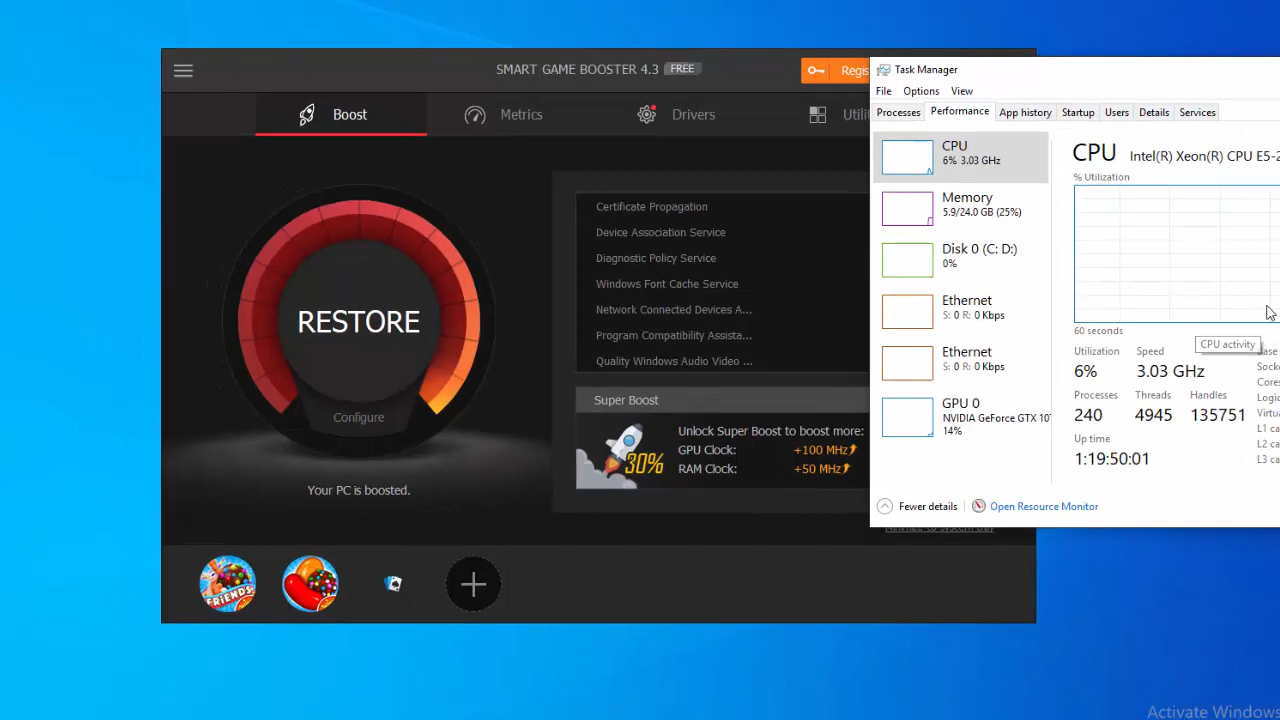 SMART GAME BOOSTER 4.3 FREE
Boost
Metrics
Drivers
RESTORE
Configure
Your PC is boosted.
Certificate Propagation
Device Association Service
Diagnostic Policy Service
Windows Font Cache Service
Network Connected Devices A...
Program Compatibility Assista...
Quality Windows Audio Video ...
Super Boost
30%
Unlock Super Boost to boost more:
GPU Clock: +100 MHz
RAM Clock: +50 MHz
FRIENDS
Task Manager
File Options View
Processes Performance App history Startup Users Details Services
CPU
6% 3.03 GHz
Memory
5.9/24.0 GB (25%)
Disk 0 (C: D:)
0%
Ethernet
S: 0 R: 0 Kbps
Ethernet
S: 0 R: 0 Kbps
GPU 0
NVIDIA GeForce GTX 10
14%
CPU Intel(R) Xeon(R) CPU E5-2
% Utilization
60 seconds
CPU activity
Utilization Speed
6% 3.03 GHz
Processes Threads Handles
240 4945 135751
Up time
1:19:50:01
L1 ca
L2 ca
L3 ca
Fewer details
Open Resource Monitor
Activate Windows